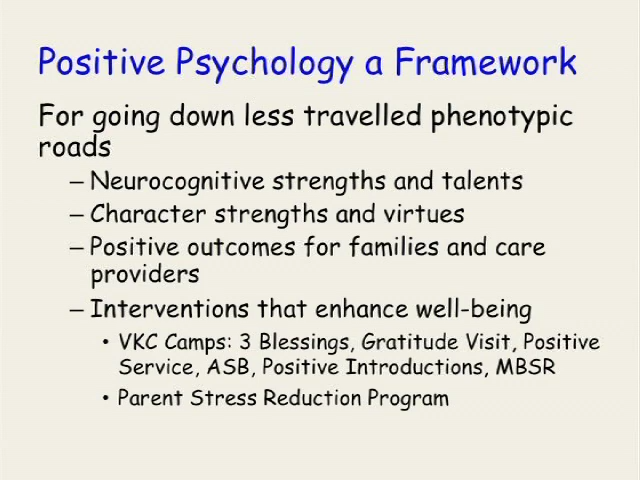 Positive Psychology a Framework
For going down less travelled phenotypic
roads
– Neurocognitive strengths and talents
– Character strengths and virtues
– Positive outcomes for families and care
providers
– Interventions that enhance well-being
• VKC Camps: 3 Blessings, Gratitude Visit, Positive
Service, ASB, Positive Introductions, MBSR
• Parent Stress Reduction Program